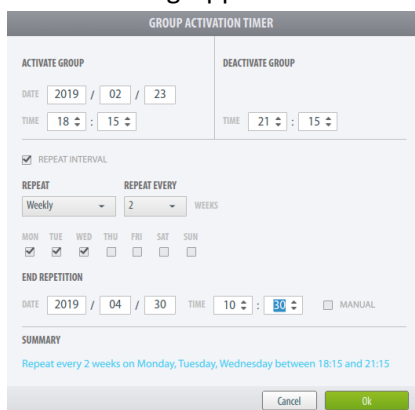 GROUP ACTIVATION TIMER
ACTIVATE GROUP DEACTIVATE GROUP
DATE 2019 / 02 / 23
TIME 18 : 15 TIME 21 : 15
REPEAT INTERVAL
REPEAT REPEAT EVERY
Weekly 2 WEEKS
MON TUE WED THU FRI SAT SUN
END REPETITION
DATE 2019 / 04 / 30 TIME 10 : 30 MANUAL
SUMMARY
Repeat every 2 weeks on Monday, Tuesday, Wednesday between 18:15 and 21:15
Cancel Ok